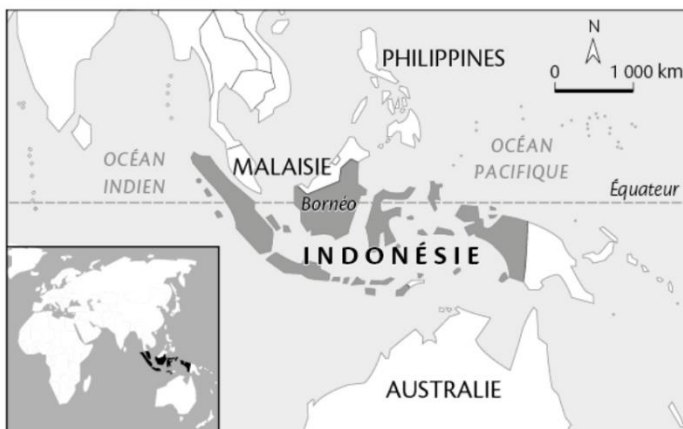 PHILIPPINES
N
0 1 000 km
OCÉAN
INDIEN
MALAISIE
OCÉAN
PACIFIQUE
Équateur
Bornéo
INDONÉSIE
AUSTRALIE